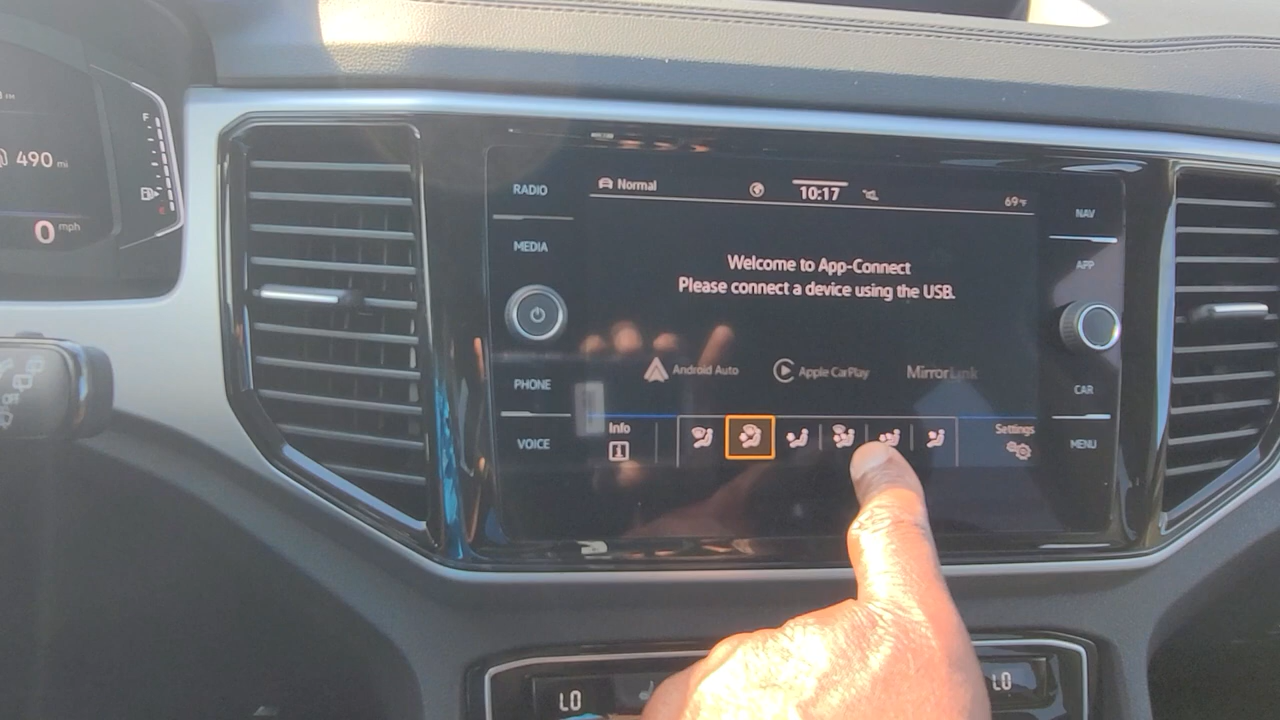 F
490 mi
0 mph
OFF
RADIO
MEDIA
PHONE
VOICE
Normal
10:17
69°F
Welcome to App-Connect
Please connect a device using the USB.
Android Auto
Apple CarPlay
MirrorLink
Info
Settings
NAV
APP
CAR
MENU
LO
LO